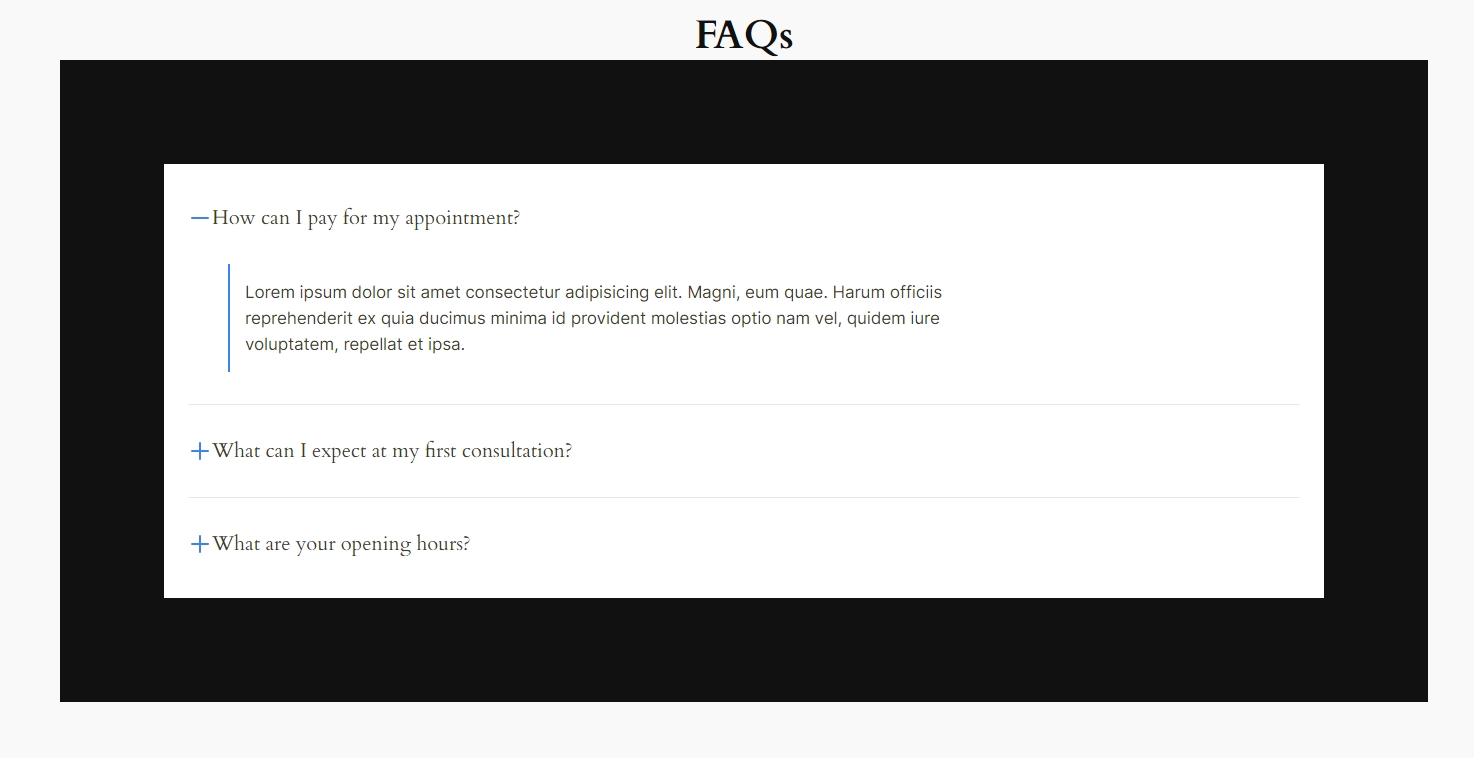 FAQs
How can I pay for my appointment?
Lorem ipsum dolor sit amet consectetur adipisicing elit. Magni, eum quae. Harum officiis
reprehenderit ex quia ducimus minima id provident molestias optio nam vel, quidem iure
voluptatem, repellat et ipsa.
What can I expect at my first consultation?
What are your opening hours?